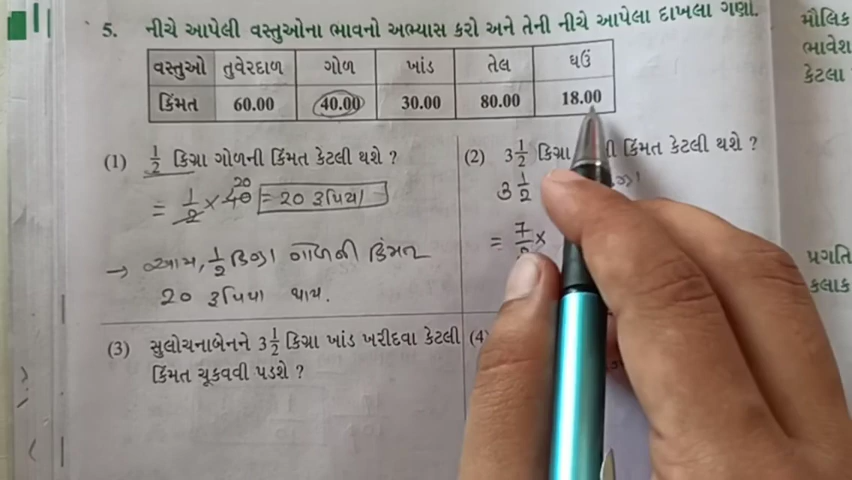 5. નીચે આપેલી વસ્તુઓના ભાવનો અભ્યાસ કરો અને તેની નીચે આપેલા દાખલા ગણો.
વસ્તુઓ તુવેરદાળ ગોળ ખાંડ તેલ ઘઉં
કિંમત 60.00 40.00 30.00 80.00 18.00
(1) 1/2 કિગ્રા ગોળની કિંમત કેટલી થશે ?
= 1/2 × 40 20 = 20 રૂપિયા
→ આમ, 1/2 કિગ્રા ગોળની કિંમત
20 રૂપિયા થાય.
(2) 3 1/2 કિગ્રા ની કિંમત કેટલી થશે ?
3 1/2
= 7/2 ×
(3) સુલોચનાબેનને 3 1/2 કિગ્રા ખાંડ ખરીદવા કેટલી
કિંમત ચૂકવવી પડશે ?
(4)
મૌલિક
ભાવેશ
કેટલા
પ્રગતિ
કલાક